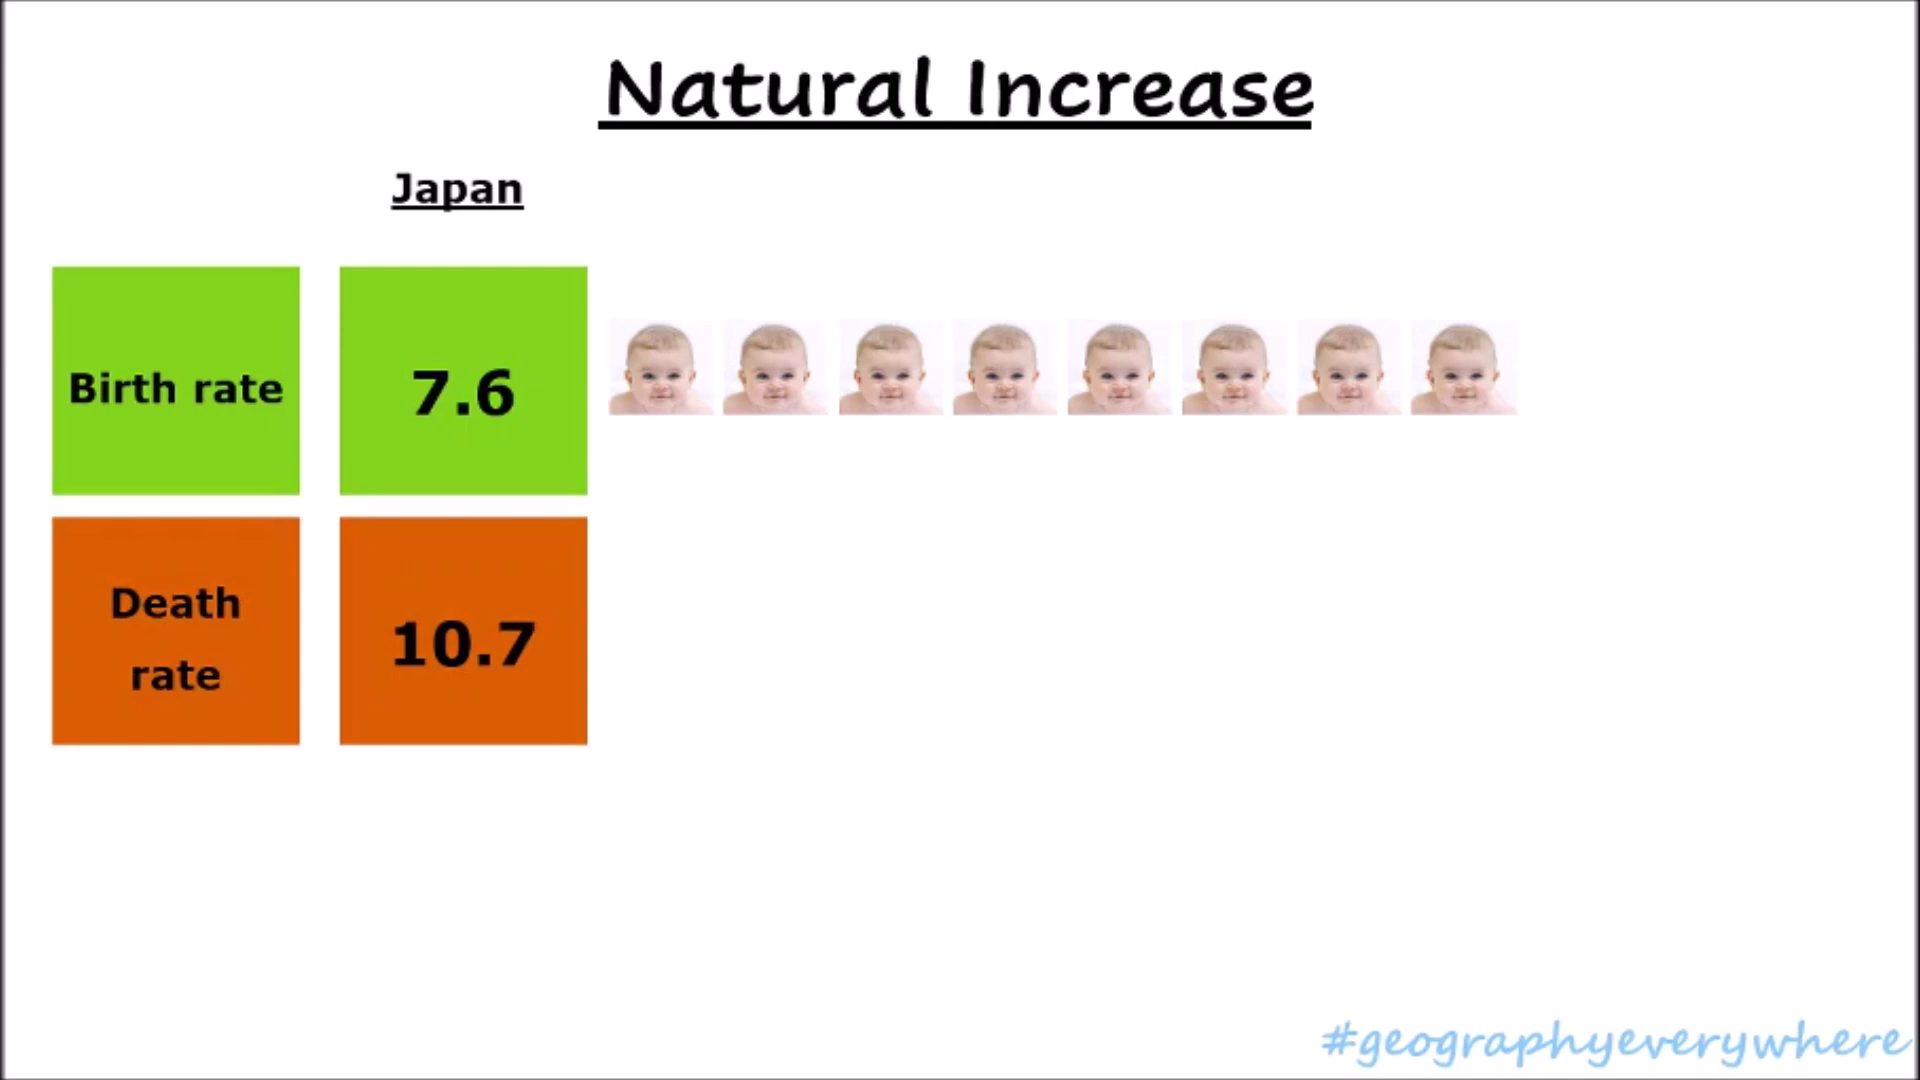 Natural Increase
Japan
Birth rate
7.6
Death
rate
10.7
#geographyeverywhere